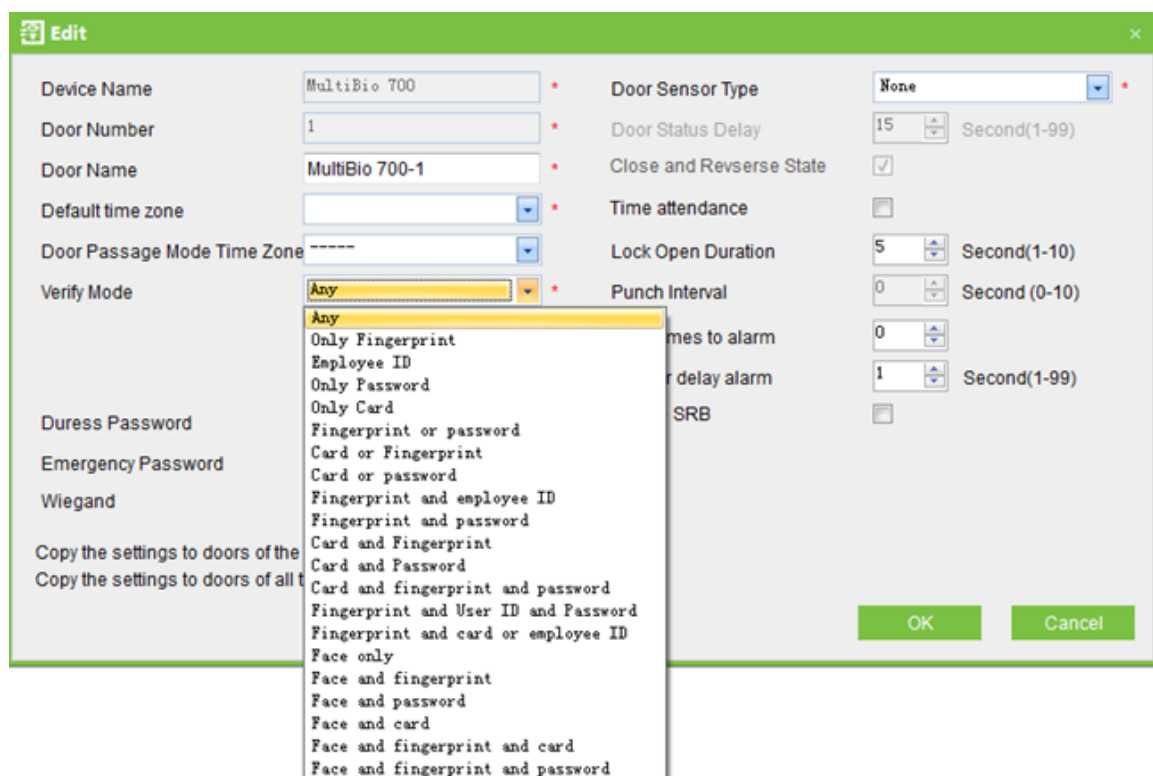 Edit
Device Name MultiBio 700 *
Door Number 1 *
Door Name MultiBio 700-1 *
Default time zone *
Door Passage Mode Time Zone -----
Verify Mode Any *
Any
Only Fingerprint
Employee ID
Only Password
Only Card
Fingerprint or password
Card or Fingerprint
Card or password
Fingerprint and employee ID
Fingerprint and password
Card and Fingerprint
Card and Password
Card and fingerprint and password
Fingerprint and User ID and Password
Fingerprint and card or employee ID
Face only
Face and fingerprint
Face and password
Face and card
Face and fingerprint and card
Face and fingerprint and password
Duress Password
Emergency Password
Wiegand
Copy the settings to doors of the
Copy the settings to doors of all t
Door Sensor Type None *
Door Status Delay 15 Second(1-99)
Close and Revserse State
Time attendance
Lock Open Duration 5 Second(1-10)
Punch Interval 0 Second (0-10)
mes to alarm 0
r delay alarm 1 Second(1-99)
SRB
OK Cancel